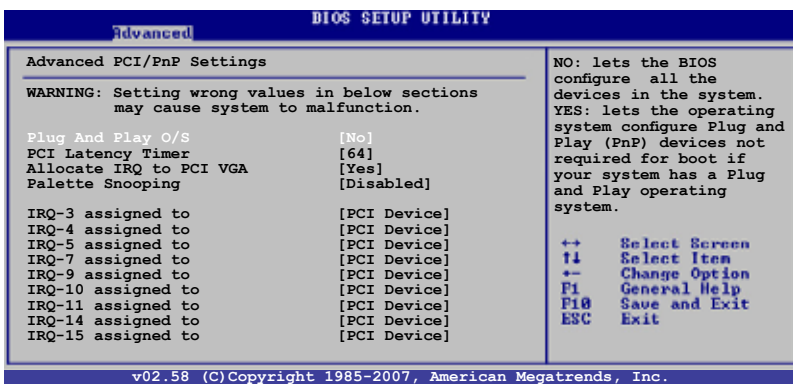 BIOS SETUP UTILITY
Advanced
Advanced PCI/PnP Settings
WARNING: Setting wrong values in below sections
may cause system to malfunction.
Plug And Play O/S [No]
PCI Latency Timer [64]
Allocate IRQ to PCI VGA [Yes]
Palette Snooping [Disabled]
IRQ-3 assigned to [PCI Device]
IRQ-4 assigned to [PCI Device]
IRQ-5 assigned to [PCI Device]
IRQ-7 assigned to [PCI Device]
IRQ-9 assigned to [PCI Device]
IRQ-10 assigned to [PCI Device]
IRQ-11 assigned to [PCI Device]
IRQ-14 assigned to [PCI Device]
IRQ-15 assigned to [PCI Device]
NO: lets the BIOS
configure all the
devices in the system.
YES: lets the operating
system configure Plug and
Play (PnP) devices not
required for boot if
your system has a Plug
and Play operating
system.
↔ Select Screen
↑↓ Select Item
+- Change Option
F1 General Help
F10 Save and Exit
ESC Exit
v02.58 (C)Copyright 1985-2007, American Megatrends, Inc.